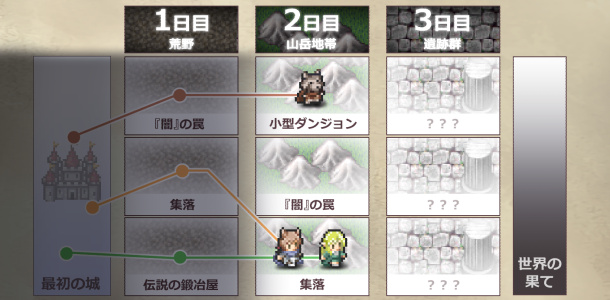 1日目
荒野
2日目
山岳地帯
3日目
遺跡群
『闇』の罠
小型ダンジョン
？？？
集落
『闇』の罠
？？？
最初の城
伝説の鍛冶屋
集落
？？？
世界の
果て